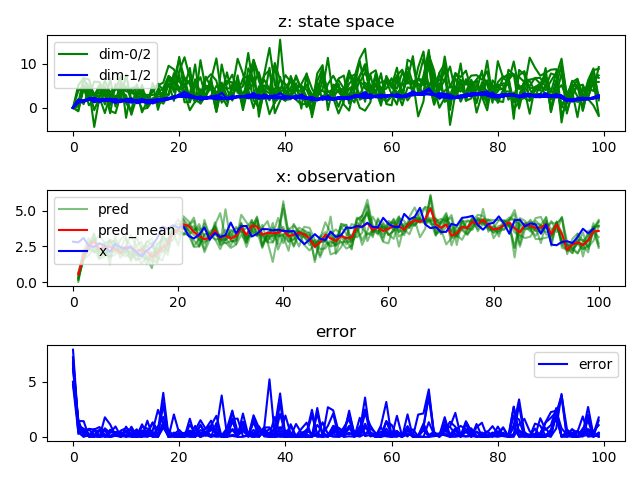 z: state space
dim-0/2
dim-1/2
10
0
0 20 40 60 80 100
x: observation
pred
pred_mean
x
5.0
2.5
0.0
0 20 40 60 80 100
error
error
5
0
0 20 40 60 80 100